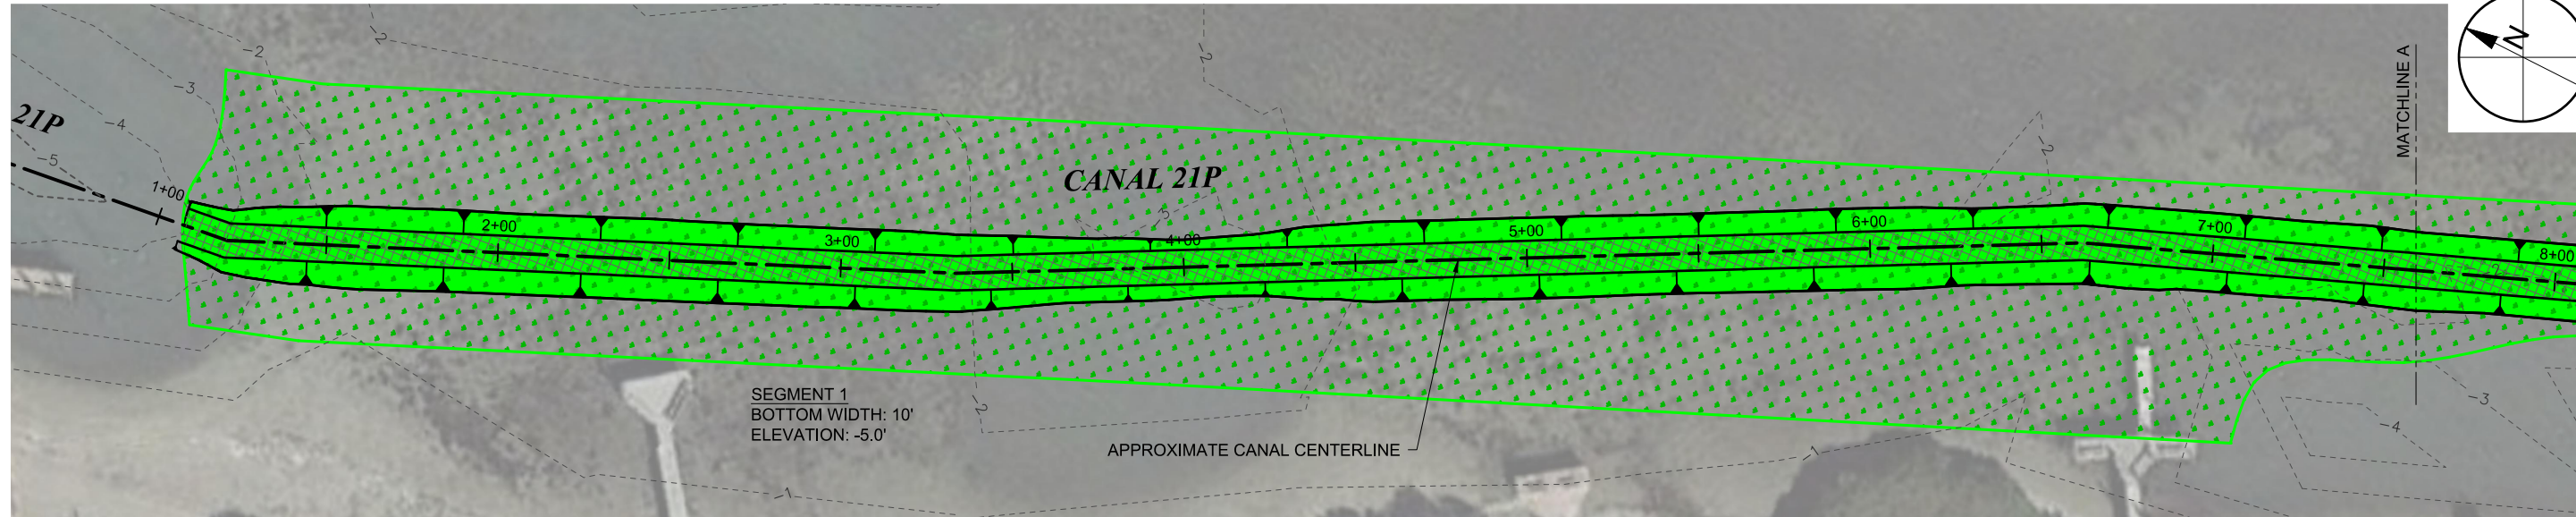 -2
-2
-2
N
MATCHLINE A
-3
21P
-4
-5
1+00
CANAL 21P
-2
2+00
3+00
4+00
5+00
6+00
7+00
8+00
-2
SEGMENT 1
BOTTOM WIDTH: 10'
ELEVATION: -5.0'
APPROXIMATE CANAL CENTERLINE
-3
-4
-1
-1